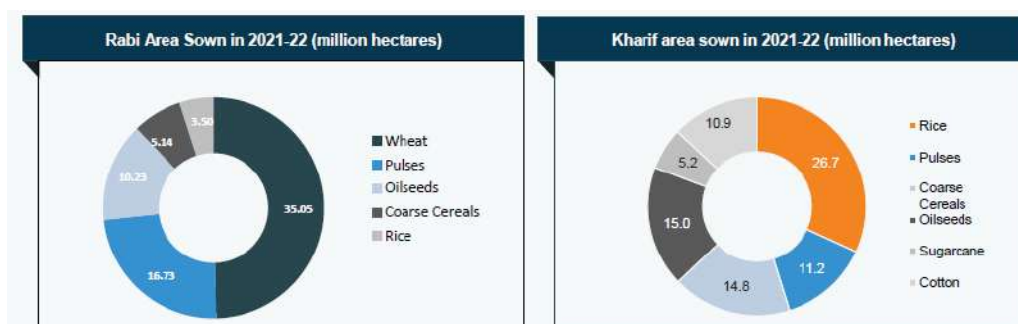 Rabi Area Sown in 2021-22 (million hectares)
3.50
5.14
10.23
35.05
16.73
Wheat
Pulses
Oilseeds
Coarse Cereals
Rice
Kharif area sown in 2021-22 (million hectares)
10.9
26.7
5.2
15.0
11.2
14.8
Rice
Pulses
Coarse
Cereals
Oilseeds
Sugarcane
Cotton